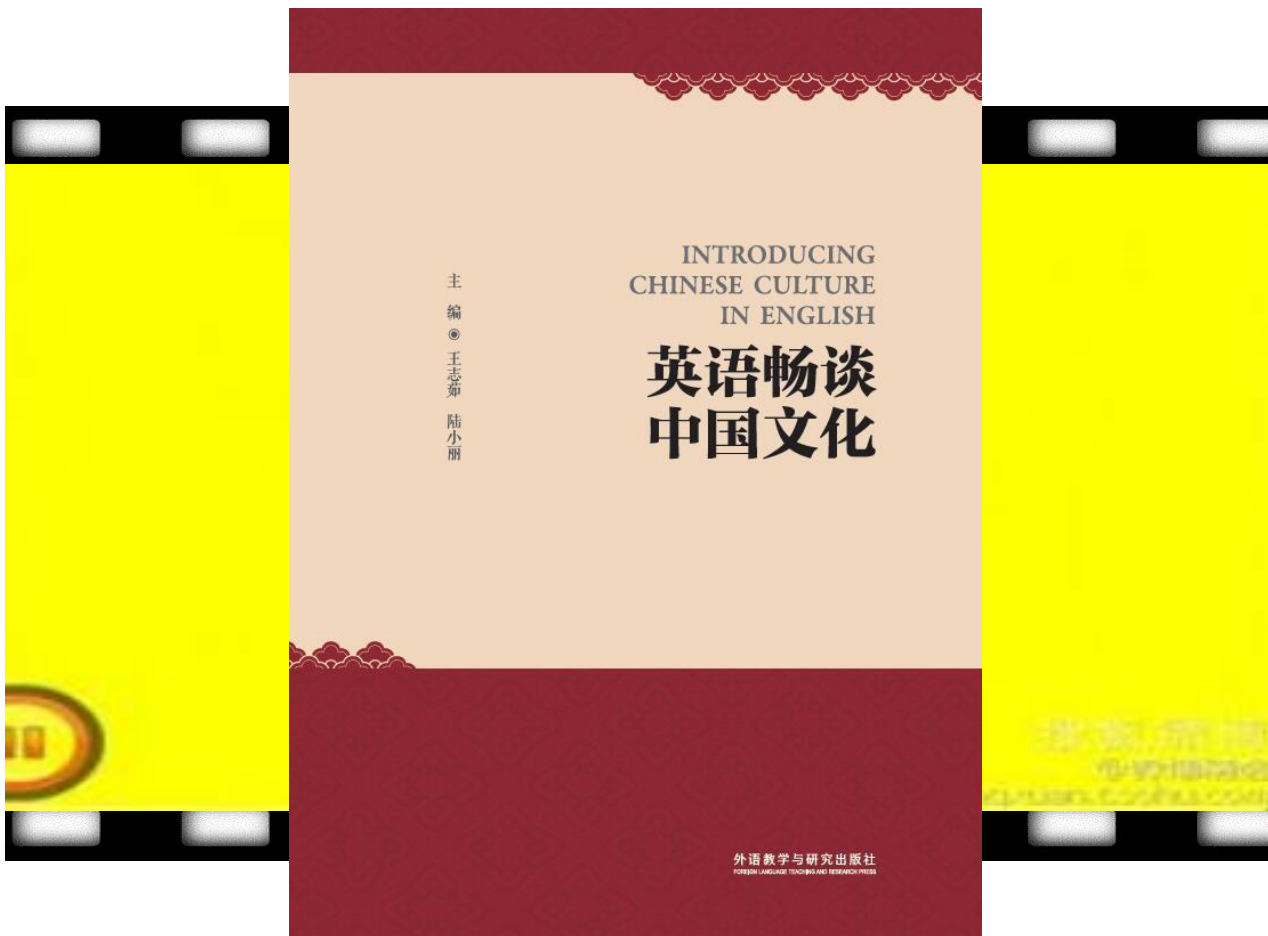 INTRODUCING
CHINESE CULTURE
IN ENGLISH
英语畅谈
中国文化
主编◉王志茹 陆小丽
外语教学与研究出版社
FOREIGN LANGUAGE TEACHING AND RESEARCH PRESS